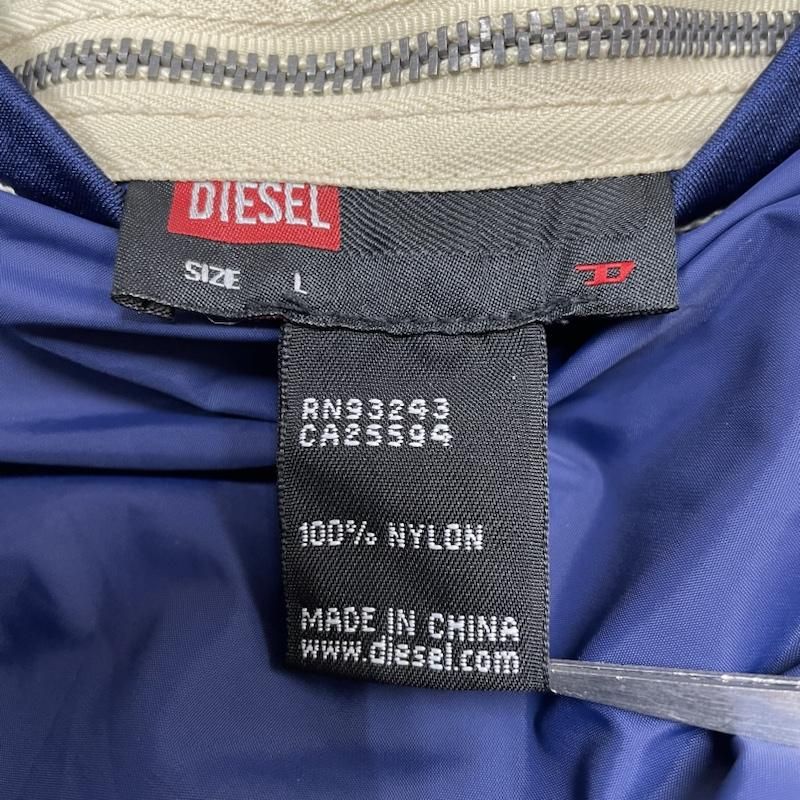 DIESEL
SIZE L D
RN93243
CA25594
100% NYLON
MADE IN CHINA
www.diesel.com